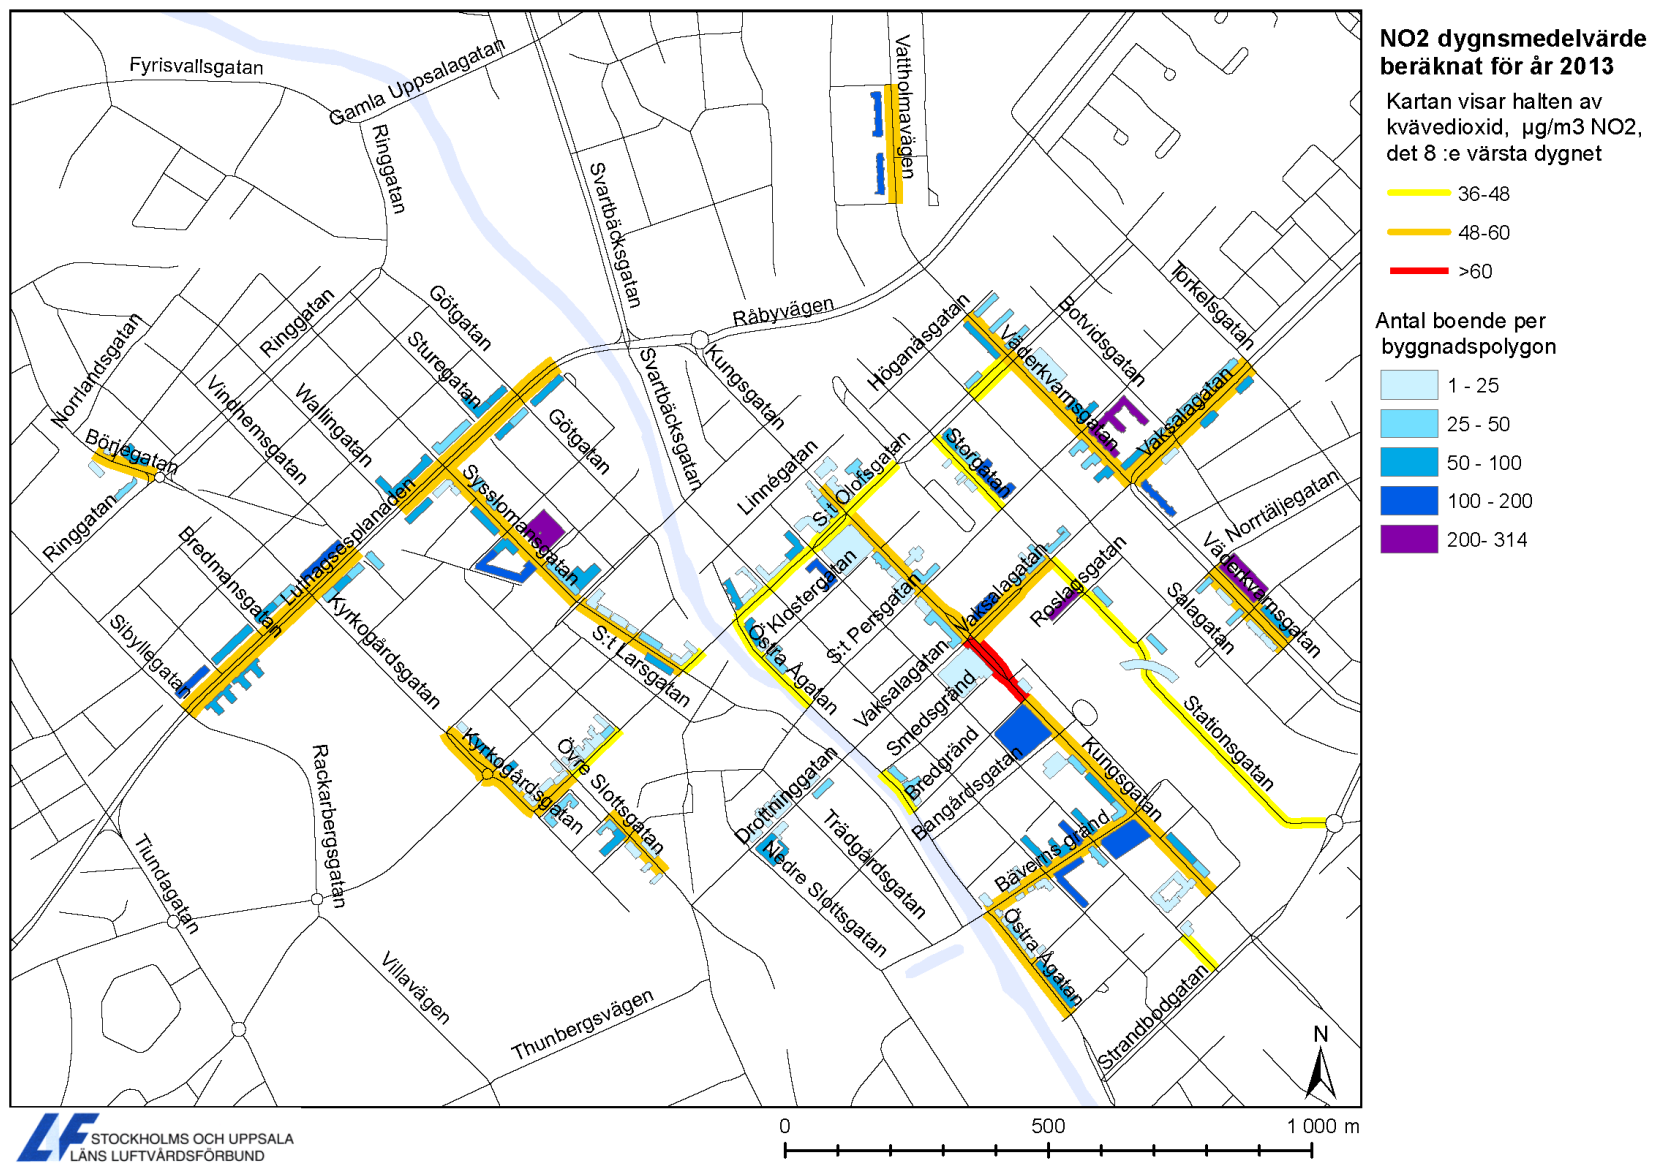 NO2 dygnsmedelvärde
beräknat för år 2013
Kartan visar halten av
kvävedioxid, µg/m3 NO2,
det 8 :e värsta dygnet
36-48
48-60
>60
Antal boende per
byggnadspolygon
1 - 25
25 - 50
50 - 100
100 - 200
200- 314
Fyrisvallsgatan
Gamla Uppsalagatan
Ringgatan
Svartbäcksgatan
Vattholmavägen
Råbyvägen
Torkelsgatan
Botvidsgatan
Höganäsgatan
Väderkvarnsgatan
Vaksalagatan
Norrlandsgatan
Ringgatan
Götgatan
Sturegatan
Vindhemsgatan
Wallingatan
Götgatan
Svartbäcksgatan
Kungsgatan
Linnégatan
S:t Olofsgatan
Storgatan
Börjegatan
Ringgatan
Bredmansgatan
Luthagsesplanaden
Sysslomansgatan
Sibyllegatan
Kyrkogårdsgatan
S:t Larsgatan
Klostergatan
Östra Ågatan
S:t Persgatan
Vaksalagatan
Roslagsgatan
Norrtäljegatan
Väderkvarnsgatan
Salagatan
Vaksalagatan
Smedsgränd
Bredgränd
Bangårdsgatan
Kungsgatan
Stationsgatan
Rackarbergsgatan
Kyrkogårdsgatan
Övre Slottsgatan
Drottninggatan
Trädgårdsgatan
Nedre Slottsgatan
Bäverns gränd
Östra Ågatan
Tiundagatan
Villavägen
Thunbergsvägen
Strandbodgatan
N
0 500 1 000 m
LF
STOCKHOLMS OCH UPPSALA
LÄNS LUFTVÅRDSFÖRBUND